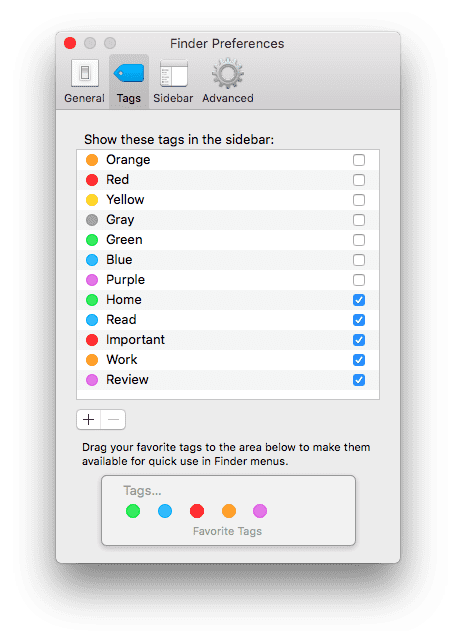 Finder Preferences
General Tags Sidebar Advanced
Show these tags in the sidebar:
Orange
Red
Yellow
Gray
Green
Blue
Purple
Home
Read
Important
Work
Review
Drag your favorite tags to the area below to make them
available for quick use in Finder menus.
Tags...
Favorite Tags